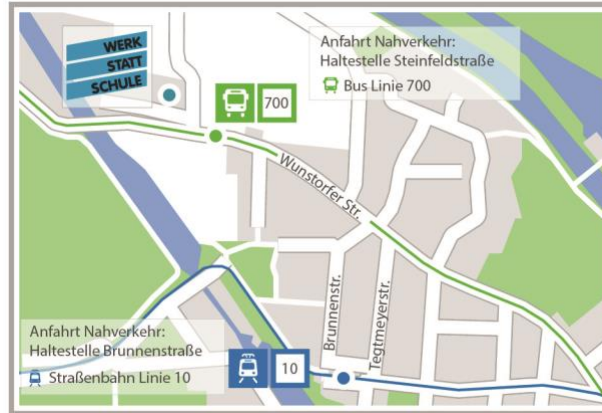 WERK
STATT
SCHULE
Anfahrt Nahverkehr:
Haltestelle Steinfeldstraße
Bus Linie 700
700
Wunstorfer Str.
Brunnenstr.
Tegtmeyerstr.
Anfahrt Nahverkehr:
Haltestelle Brunnenstraße
Straßenbahn Linie 10
10